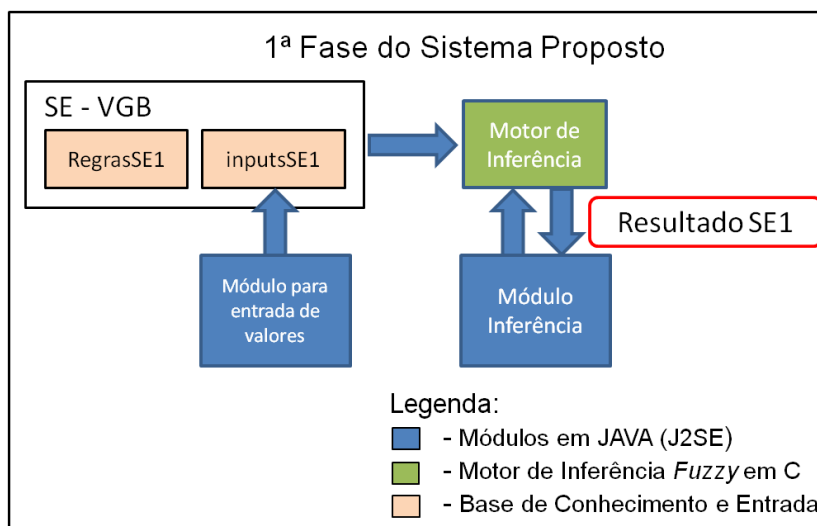 1ª Fase do Sistema Proposto
SE - VGB
RegrasSE1
inputsSE1
Motor de
Inferência
Resultado SE1
Módulo para
entrada de
valores
Módulo
Inferência
Legenda:
- Módulos em JAVA (J2SE)
- Motor de Inferência Fuzzy em C
- Base de Conhecimento e Entrada